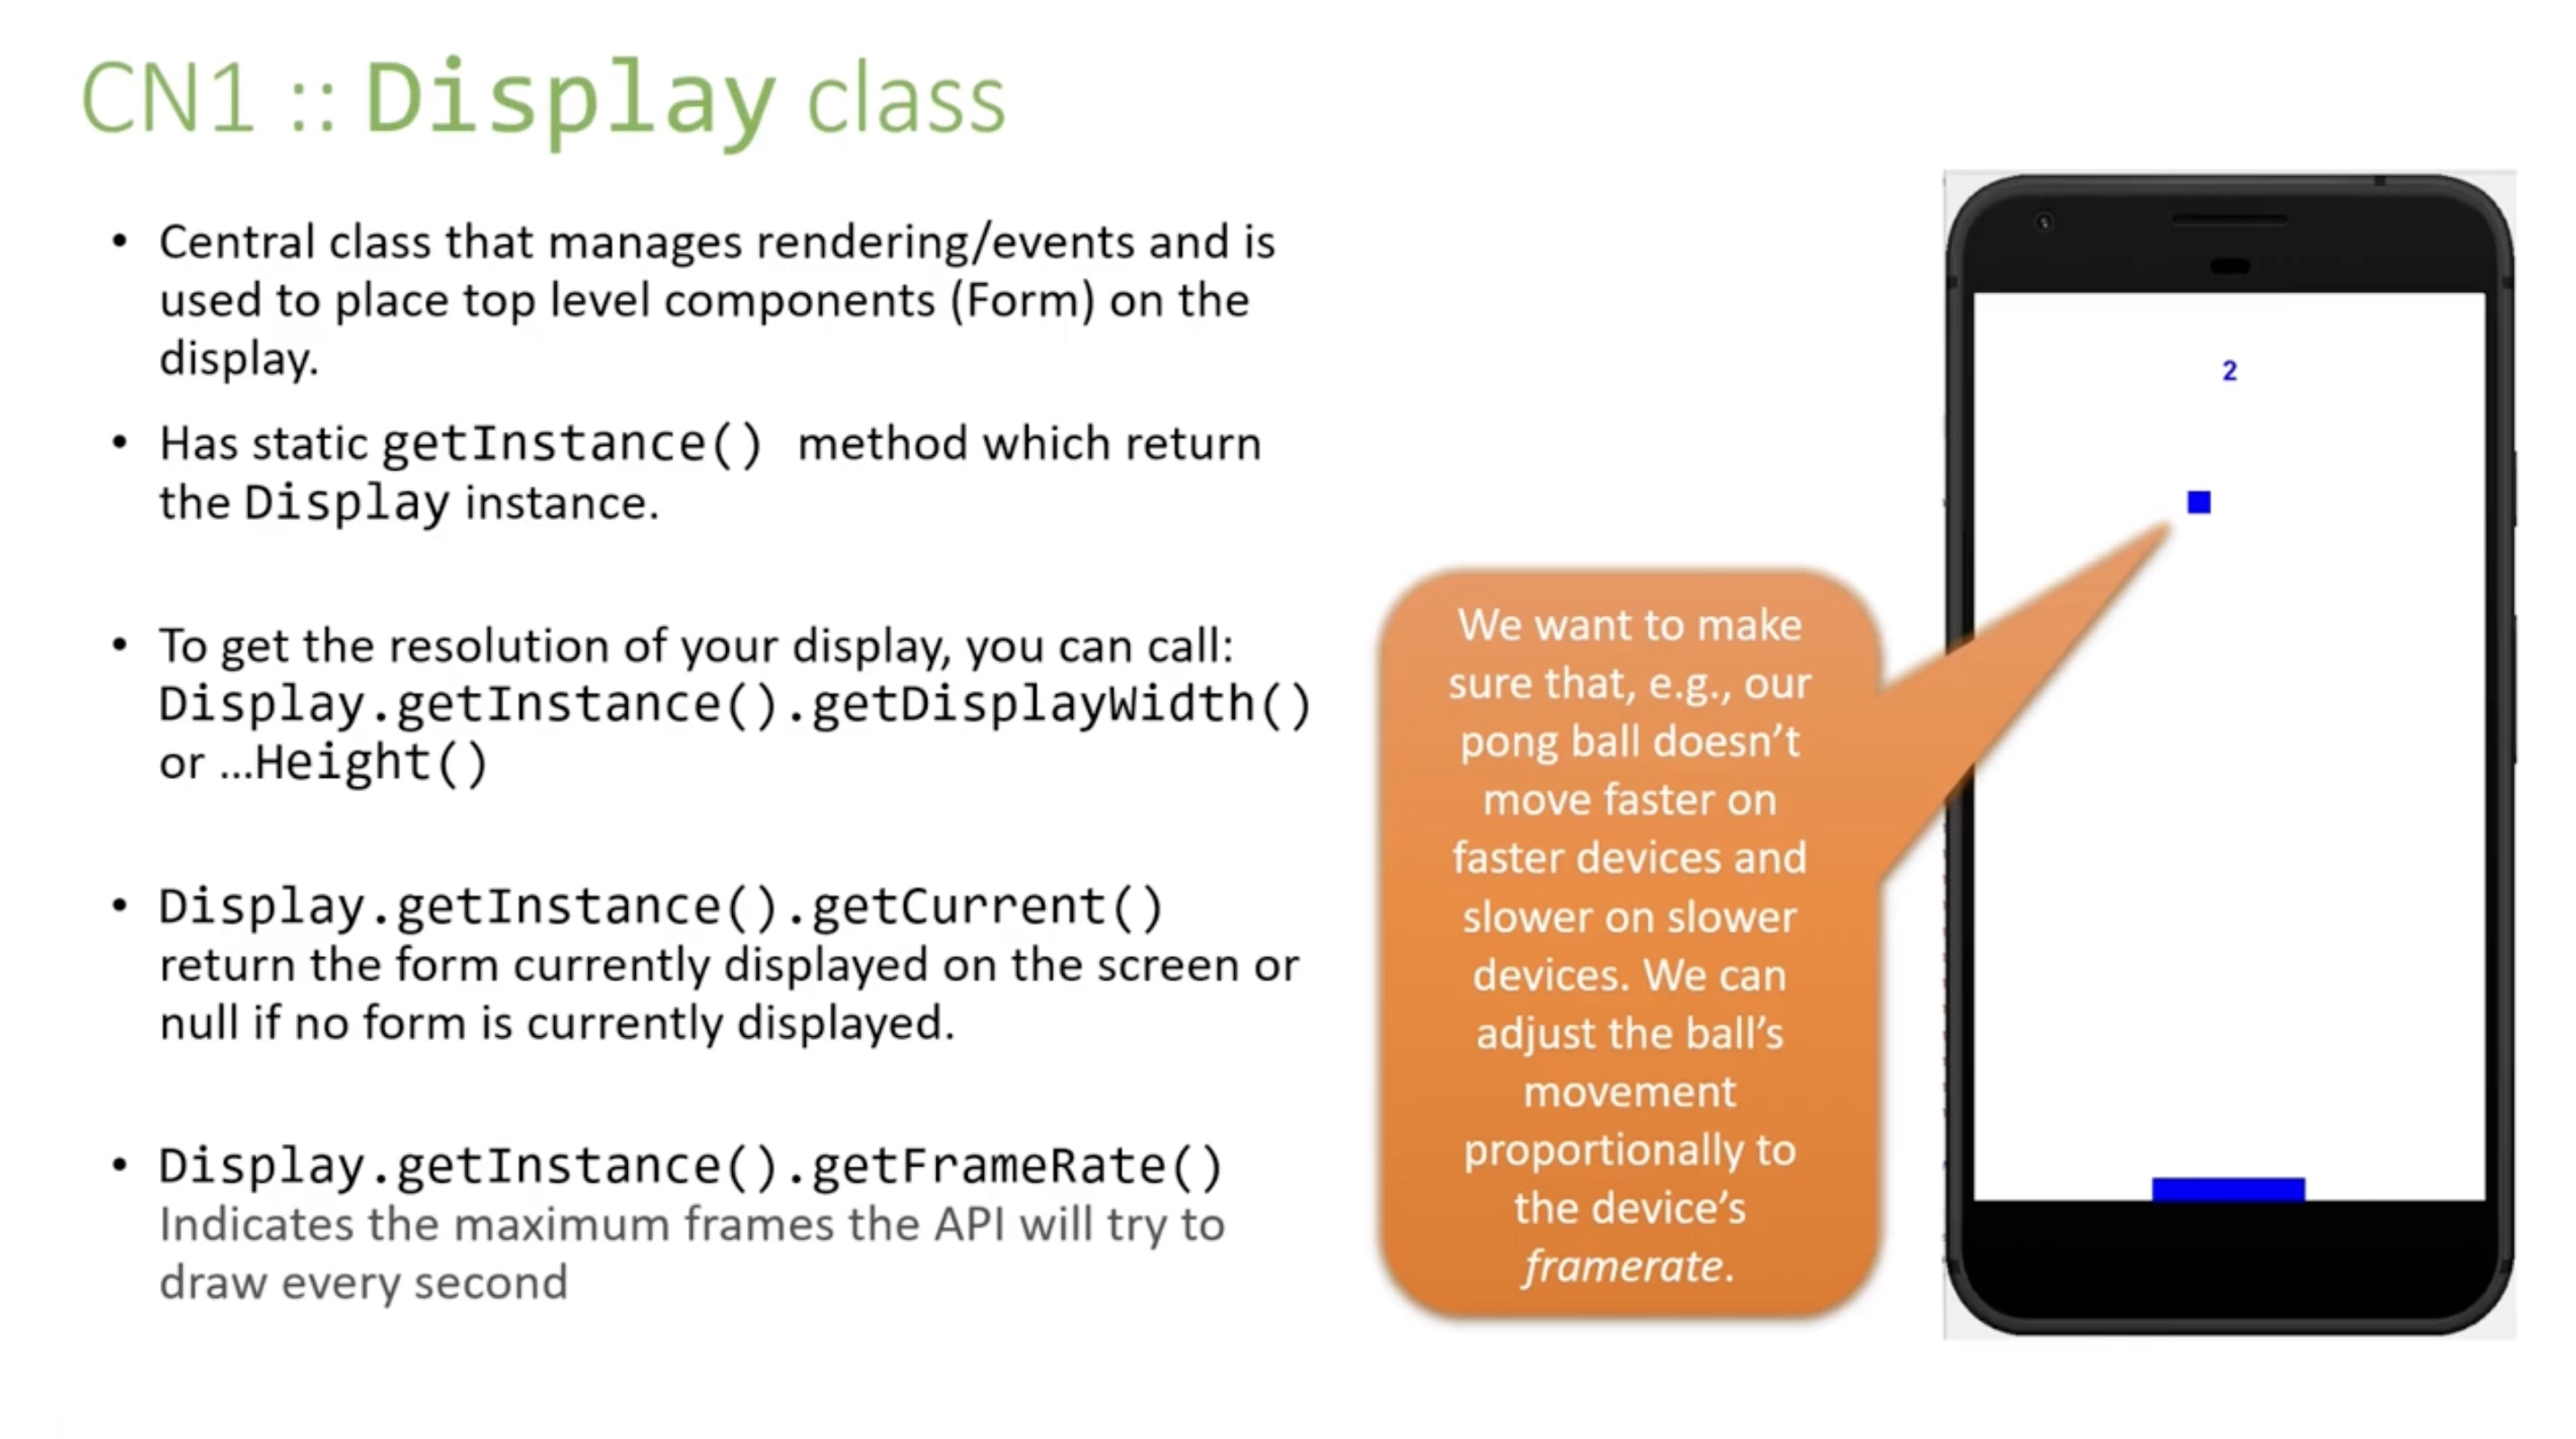 CN1 :: Display class
• Central class that manages rendering/events and is
used to place top level components (Form) on the
display.
• Has static getInstance() method which return
the Display instance.
• To get the resolution of your display, you can call:
Display.getInstance().getDisplayWidth()
or …Height()
• Display.getInstance().getCurrent()
return the form currently displayed on the screen or
null if no form is currently displayed.
• Display.getInstance().getFrameRate()
Indicates the maximum frames the API will try to
draw every second
We want to make
sure that, e.g., our
pong ball doesn’t
move faster on
faster devices and
slower on slower
devices. We can
adjust the ball’s
movement
proportionally to
the device’s
framerate.
2